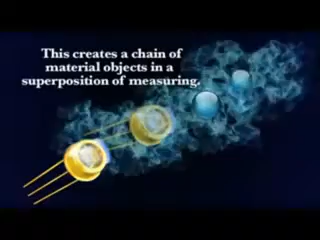 This creates a chain of
material objects in a
superposition of measuring.